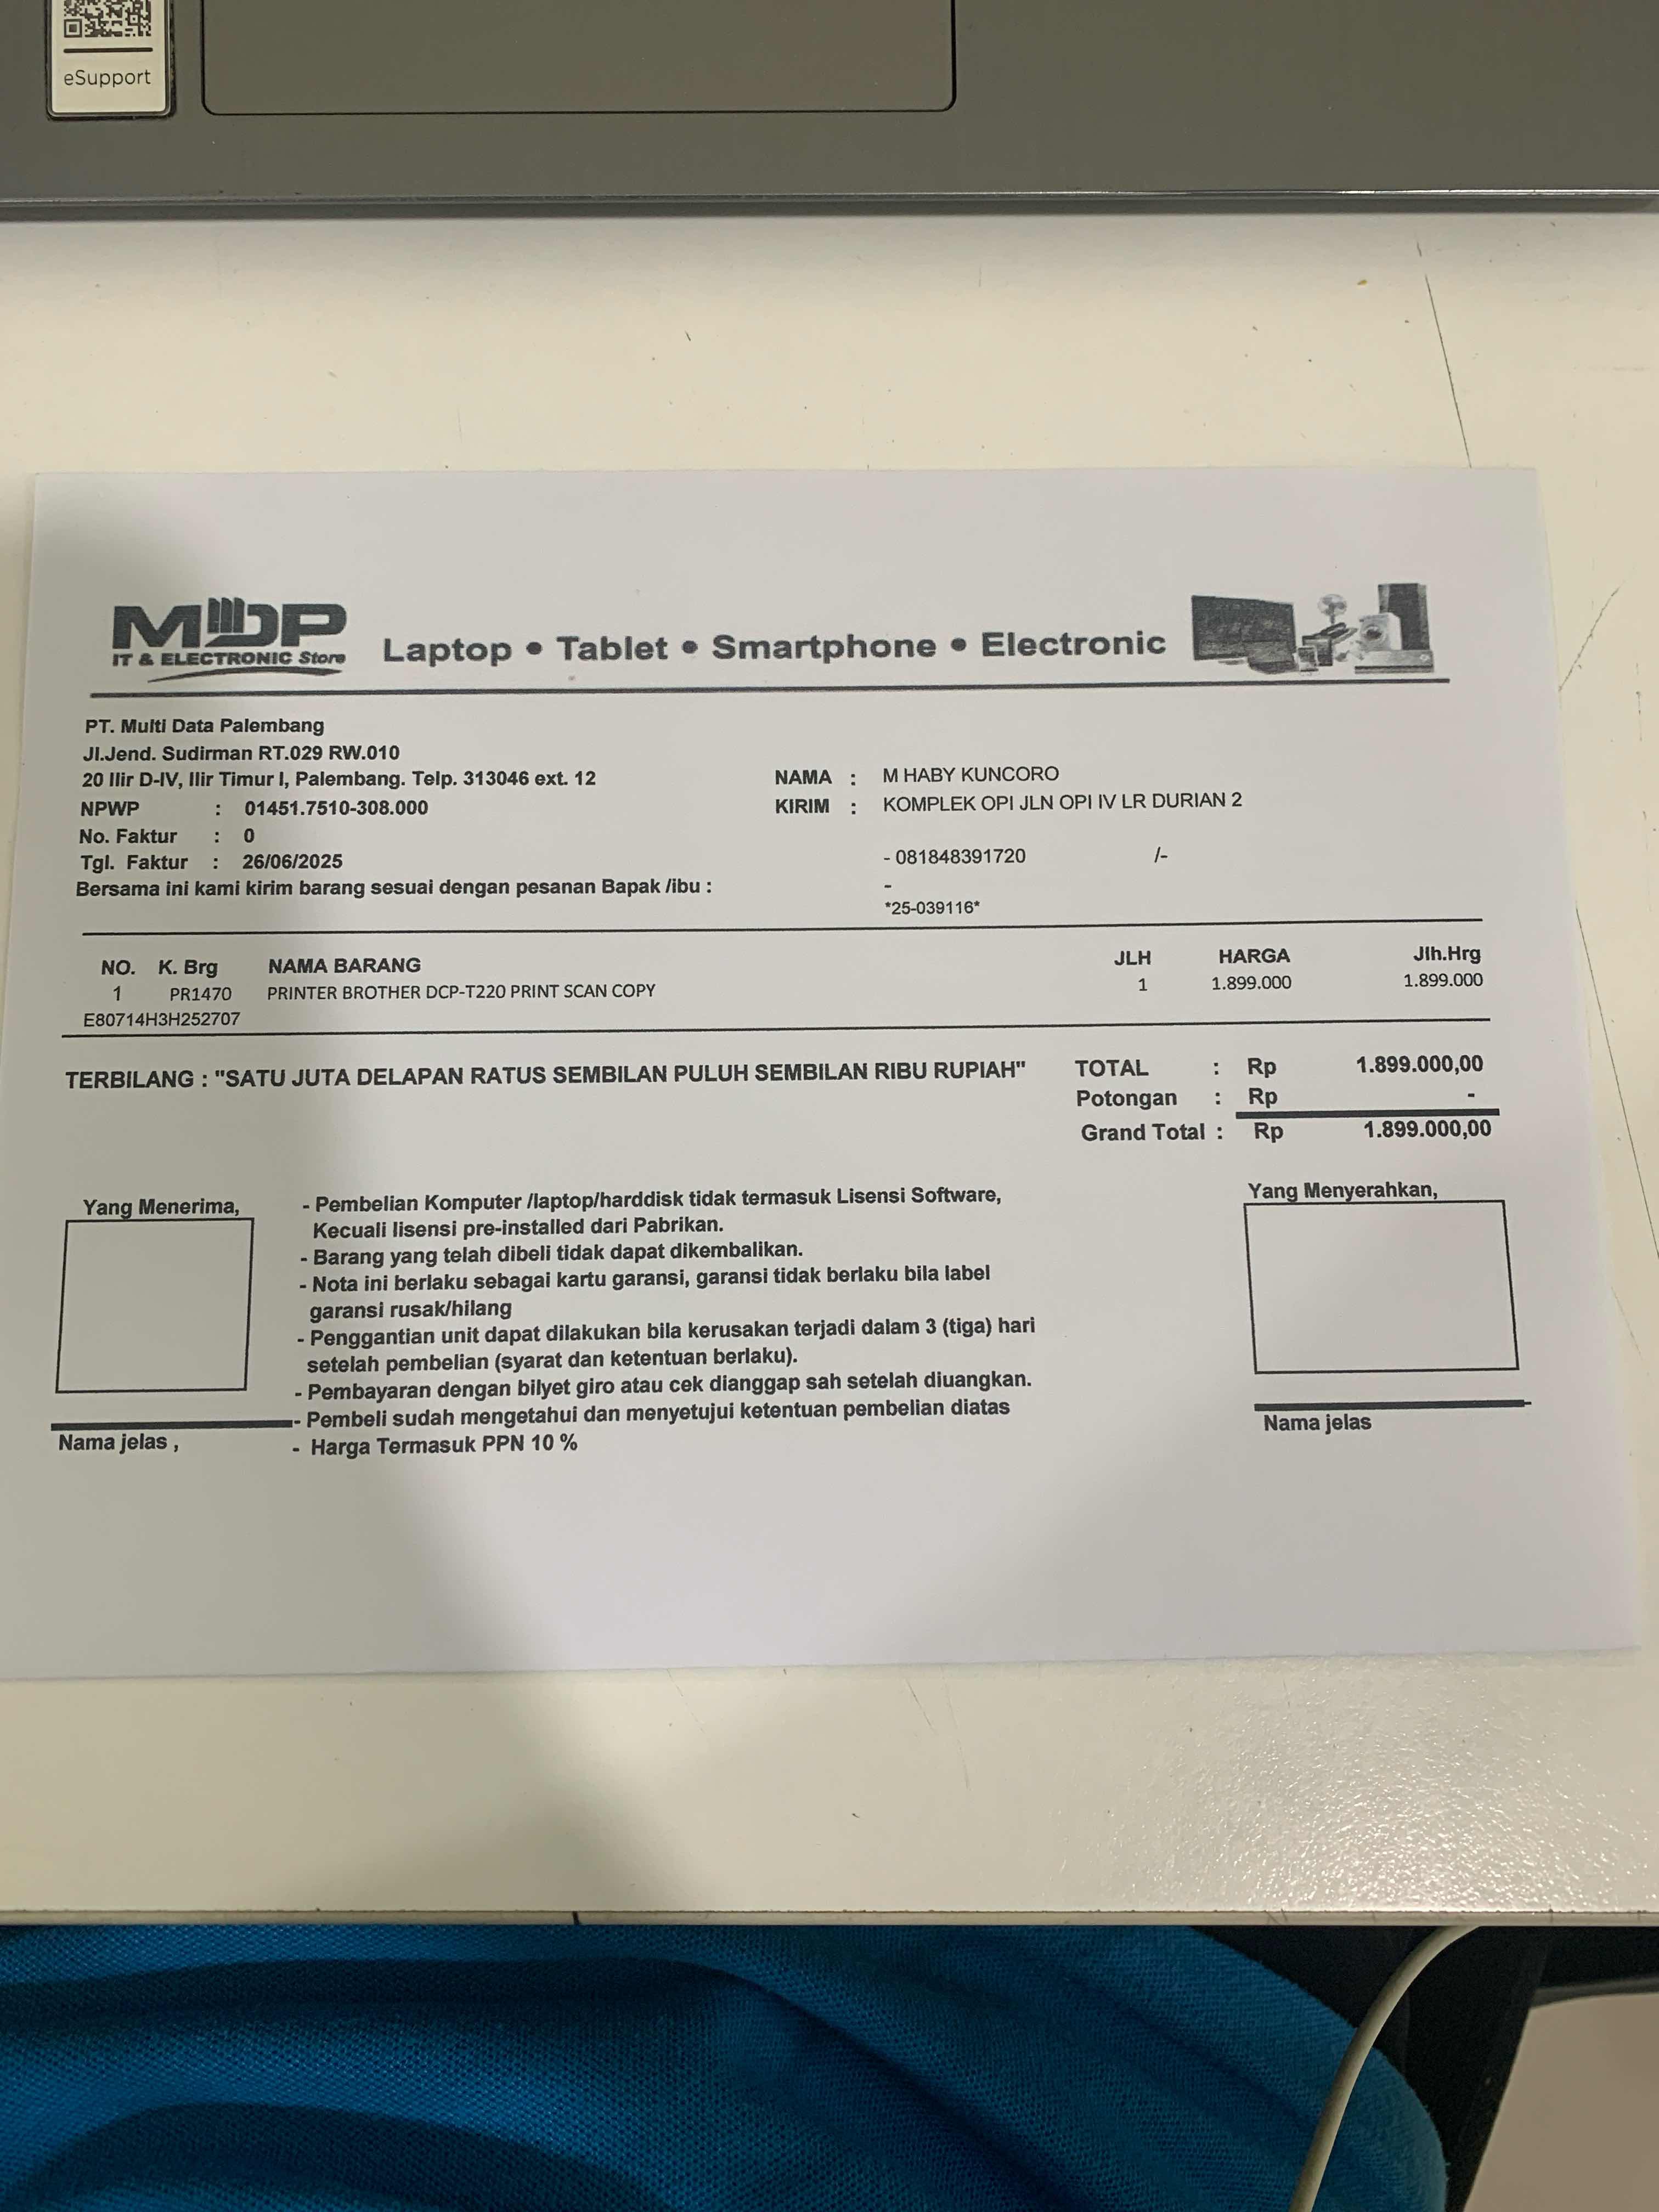 eSupport
MDP
IT & ELECTRONIC Store
Laptop • Tablet • Smartphone • Electronic
PT. Multi Data Palembang
Jl.Jend. Sudirman RT.029 RW.010
20 Ilir D-IV, Ilir Timur I, Palembang. Telp. 313046 ext. 12
NPWP : 01451.7510-308.000
No. Faktur : 0
Tgl. Faktur : 26/06/2025
Bersama ini kami kirim barang sesuai dengan pesanan Bapak /ibu :
NAMA : M HABY KUNCORO
KIRIM : KOMPLEK OPI JLN OPI IV LR DURIAN 2
- 081848391720 /-
-
*25-039116*
NO. K. Brg NAMA BARANG JLH HARGA Jlh.Hrg
1 PR1470 PRINTER BROTHER DCP-T220 PRINT SCAN COPY 1 1.899.000 1.899.000
E80714H3H252707
TERBILANG : "SATU JUTA DELAPAN RATUS SEMBILAN PULUH SEMBILAN RIBU RUPIAH"
TOTAL : Rp 1.899.000,00
Potongan : Rp -
Grand Total : Rp 1.899.000,00
Yang Menerima,
- Pembelian Komputer /laptop/harddisk tidak termasuk Lisensi Software,
Kecuali lisensi pre-installed dari Pabrikan.
- Barang yang telah dibeli tidak dapat dikembalikan.
- Nota ini berlaku sebagai kartu garansi, garansi tidak berlaku bila label
garansi rusak/hilang
- Penggantian unit dapat dilakukan bila kerusakan terjadi dalam 3 (tiga) hari
setelah pembelian (syarat dan ketentuan berlaku).
- Pembayaran dengan bilyet giro atau cek dianggap sah setelah diuangkan.
- Pembeli sudah mengetahui dan menyetujui ketentuan pembelian diatas
- Harga Termasuk PPN 10 %
Nama jelas ,
Yang Menyerahkan,
Nama jelas